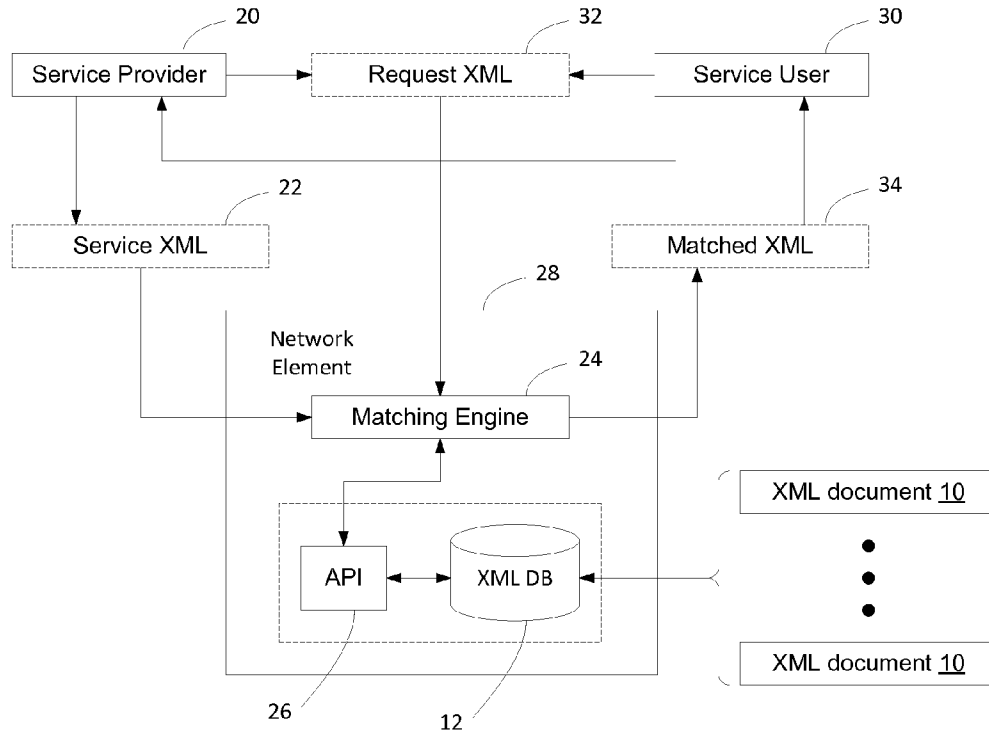 20
32
30
Service Provider
Request XML
Service User
22
34
Service XML
Matched XML
28
Network
Element
24
Matching Engine
XML document 10
API
XML DB
XML document 10
26
12